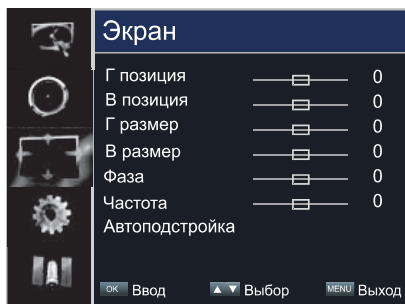 Экран
Г позиция 0
В позиция 0
Г размер 0
В размер 0
Фаза 0
Частота 0
Автоподстройка
OK Ввод ▲ ▼ Выбор MENU Выход